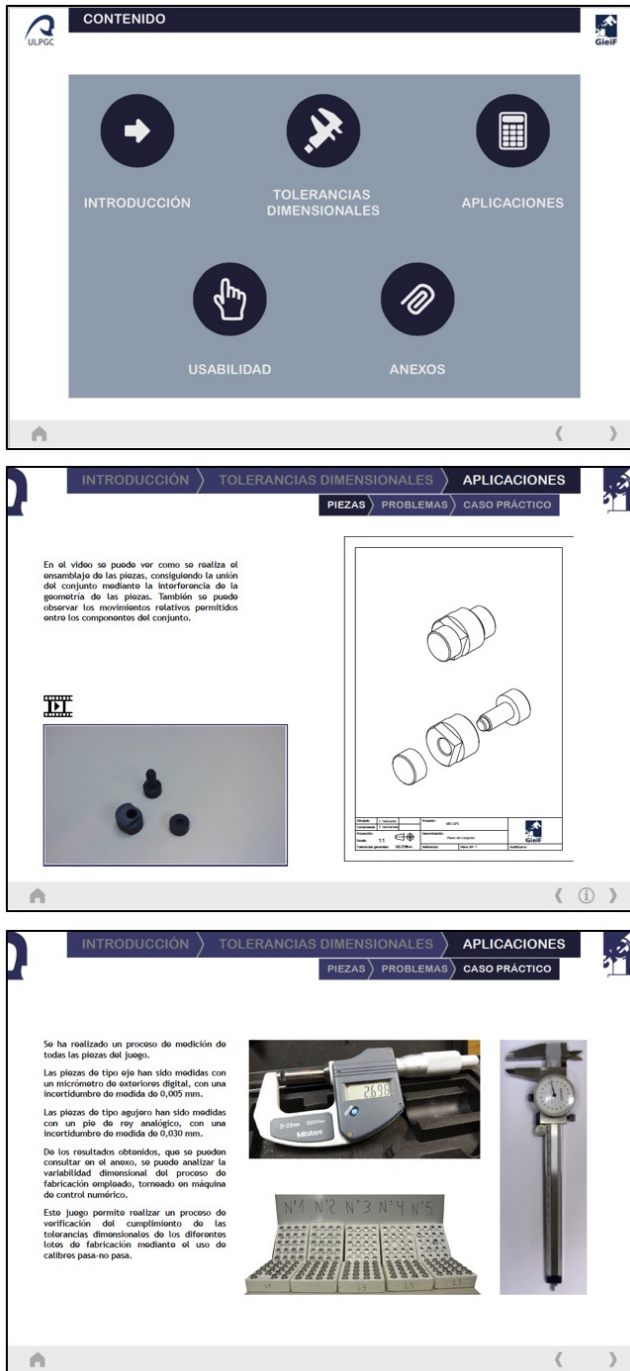 CONTENIDO
ULPGC
GieiF
INTRODUCCIÓN
TOLERANCIAS
DIMENSIONALES
APLICACIONES
USABILIDAD
ANEXOS
INTRODUCCIÓN
TOLERANCIAS DIMENSIONALES
APLICACIONES
PIEZAS
PROBLEMAS
CASO PRÁCTICO
En el vídeo se puede ver como se realiza el
ensamblaje de las piezas, consiguiendo la unión
del conjunto mediante la interferencia de la
geometría de las piezas. También se puede
observar los movimientos relativos permitidos
entre los componentes del conjunto.
GieiF
INTRODUCCIÓN
TOLERANCIAS DIMENSIONALES
APLICACIONES
PIEZAS
PROBLEMAS
CASO PRÁCTICO
Se ha realizado un proceso de medición de
todas las piezas del juego.
Las piezas de tipo eje han sido medidas con
un micrómetro de exteriores digital, con una
incertidumbre de medida de 0,005 mm.
Las piezas de tipo agujero han sido medidas
con un pie de rey analógico, con una
incertidumbre de medida de 0,030 mm.
De los resultados obtenidos, que se pueden
consultar en el anexo, se puede analizar la
variabilidad dimensional del proceso de
fabricación empleado, torneado en máquina
de control numérico.
Este juego permite realizar un proceso de
verificación del cumplimiento de las
tolerancias dimensionales de los diferentes
lotes de fabricación mediante el uso de
calibres pasa-no pasa.
Mitutoyo
Nº1 Nº2 Nº3 Nº4 Nº5